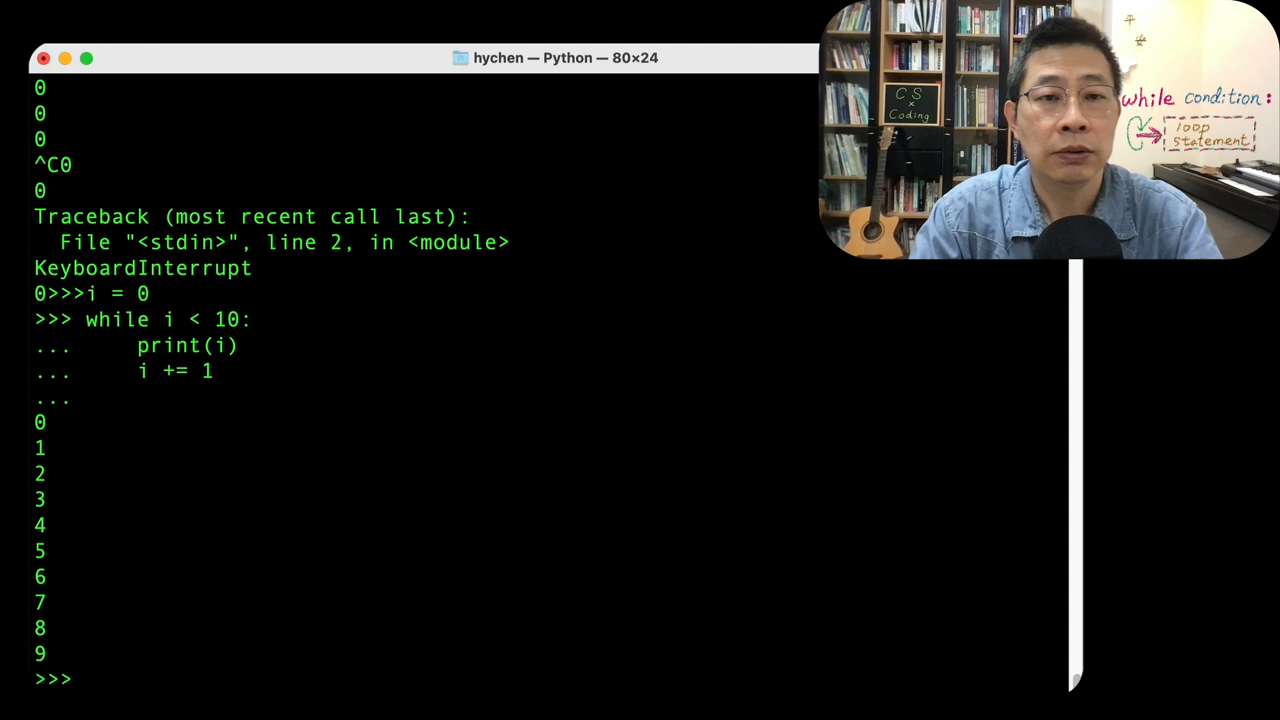 hychen — Python — 80×24
0
0
0
^C0
0
Traceback (most recent call last):
  File "<stdin>", line 2, in <module>
KeyboardInterrupt
0>>>i = 0
>>> while i < 10:
...     print(i)
...     i += 1
...
0
1
2
3
4
5
6
7
8
9
>>>
CS
×
Coding
平
安
while condition:
loop
statement